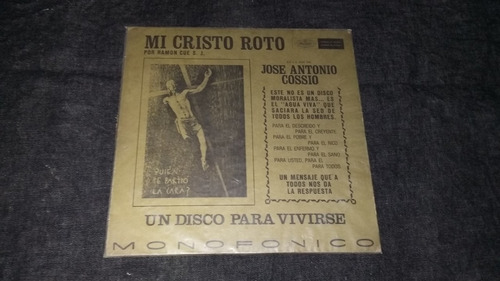 MI CRISTO ROTO
POR RAMON CUE S. J.
JOSE ANTONIO
COSSIO
ESTE NO ES UN DISCO
MORALISTA MAS... ES
EL "AGUA VIVA" QUE
SACIARA LA SED DE
TODOS LOS HOMBRES.
PARA EL DESCREIDO Y
PARA EL CREYENTE.
PARA EL POBRE Y
PARA EL RICO
PARA EL ENFERMO Y
PARA EL SANO.
PARA USTED, PARA EL,
PARA TODOS
UN MENSAJE QUE A
TODOS NOS DA
LA RESPUESTA
¿QUIEN
TE PARTIO
LA CARA?
UN DISCO PARA VIVIRSE
MONOFONICO